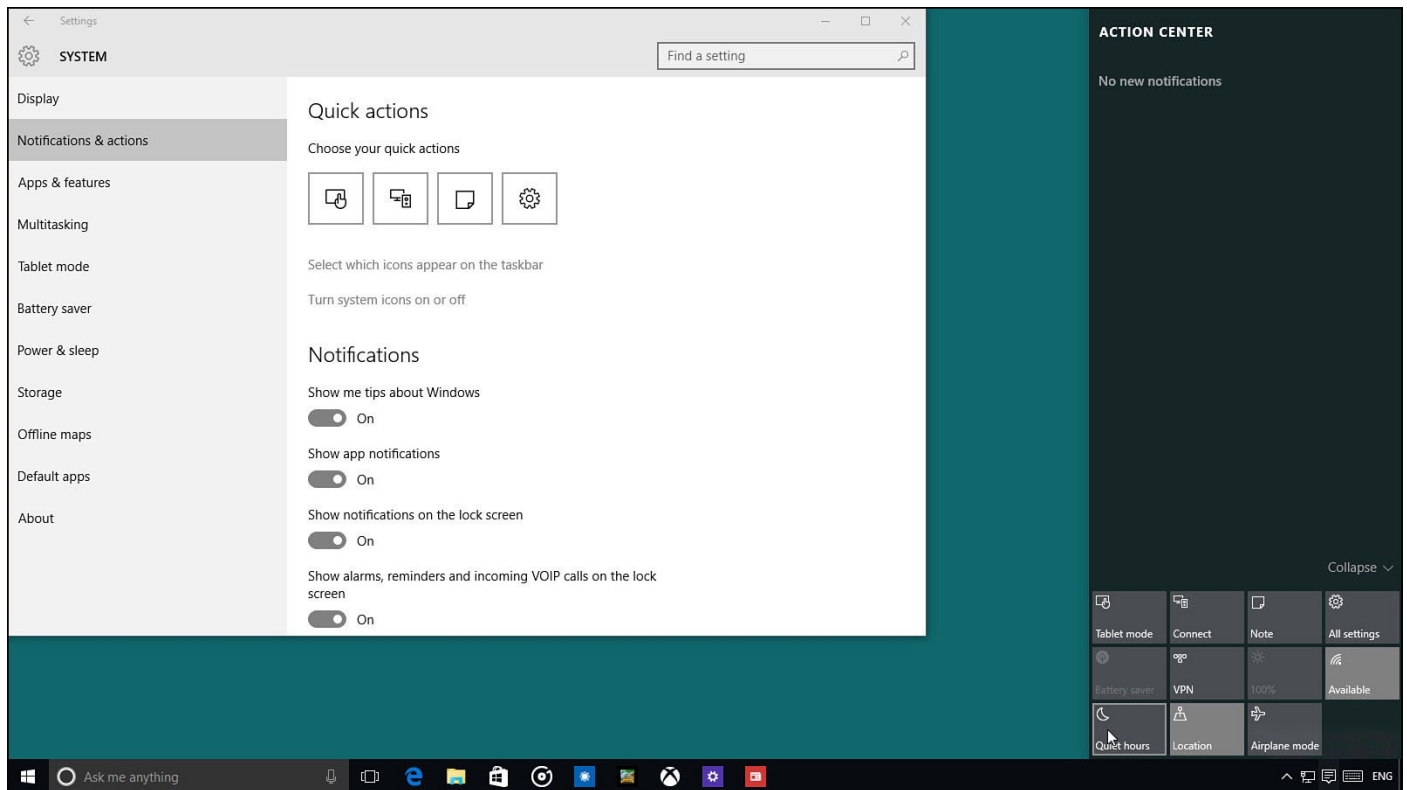 Settings
SYSTEM
Find a setting
Display
Notifications & actions
Apps & features
Multitasking
Tablet mode
Battery saver
Power & sleep
Storage
Offline maps
Default apps
About
Quick actions
Choose your quick actions
Select which icons appear on the taskbar
Turn system icons on or off
Notifications
Show me tips about Windows
On
Show app notifications
On
Show notifications on the lock screen
On
Show alarms, reminders and incoming VOIP calls on the lock
screen
On
ACTION CENTER
No new notifications
Collapse
Tablet mode Connect Note All settings
Battery saver VPN 100% Available
Quiet hours Location Airplane mode
Ask me anything
ENG